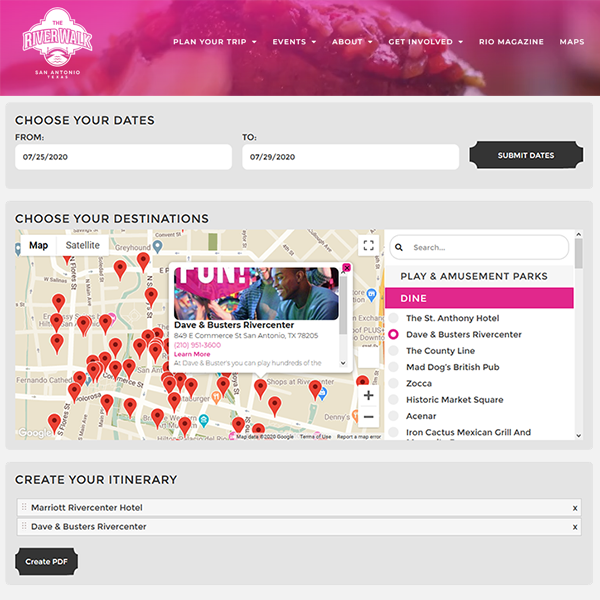 THE
RIVER WALK
SAN ANTONIO
TEXAS
PLAN YOUR TRIP
EVENTS
ABOUT
GET INVOLVED
RIO MAGAZINE
MAPS
CHOOSE YOUR DATES
FROM:
TO:
07/25/2020
07/29/2020
SUBMIT DATES
CHOOSE YOUR DESTINATIONS
Map
Satellite
Greyhound
FUN!
Dave & Busters Rivercenter
849 E Commerce St San Antonio, TX 78205
(210) 951-3600
Learn More
At Dave & Buster's you can play hundreds of the
Fernando Cathedral
Shops at Rivercenter
Denny's
Google
Map data ©2020 Google
Terms of Use
Report a map error
Search...
PLAY & AMUSEMENT PARKS
DINE
The St. Anthony Hotel
Dave & Busters Rivercenter
The County Line
Mad Dog's British Pub
Zocca
Historic Market Square
Acenar
Iron Cactus Mexican Grill And
CREATE YOUR ITINERARY
Marriott Rivercenter Hotel
x
Dave & Busters Rivercenter
x
Create PDF